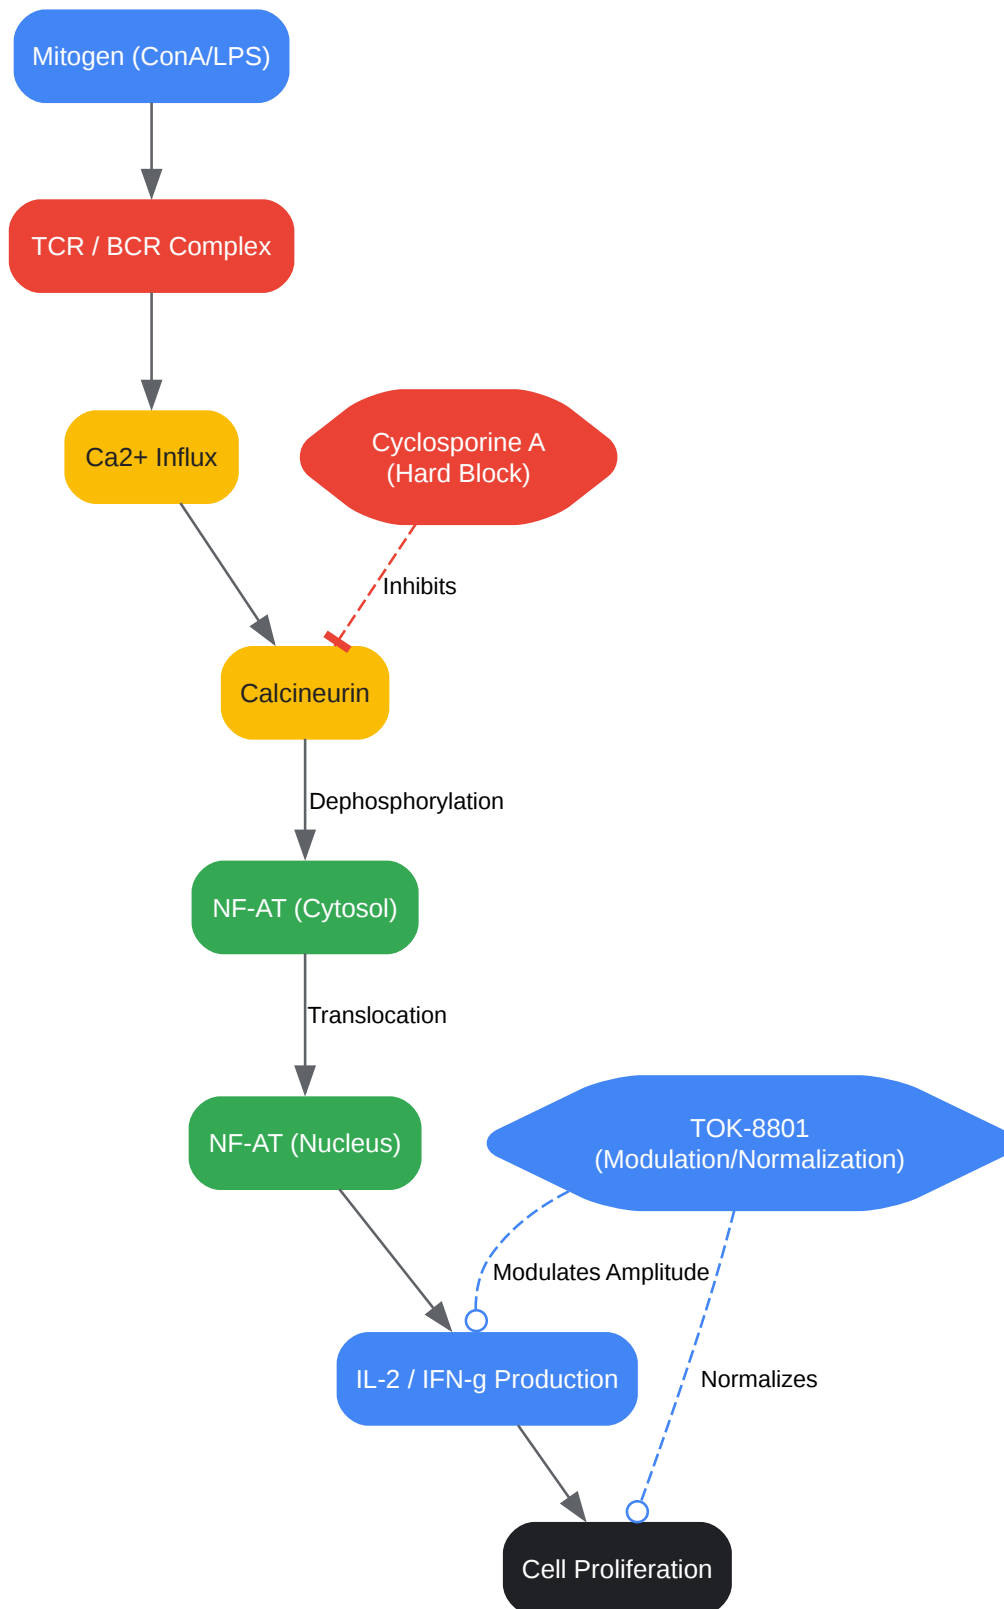 Mitogen (ConA/LPS)
TCR / BCR Complex
Ca2+ Influx
Cyclosporine A
(Hard Block)
Inhibits
Calcineurin
Dephosphorylation
NF-AT (Cytosol)
Translocation
NF-AT (Nucleus)
TOK-8801
(Modulation/Normalization)
Modulates Amplitude
IL-2 / IFN-g Production
Normalizes
Cell Proliferation